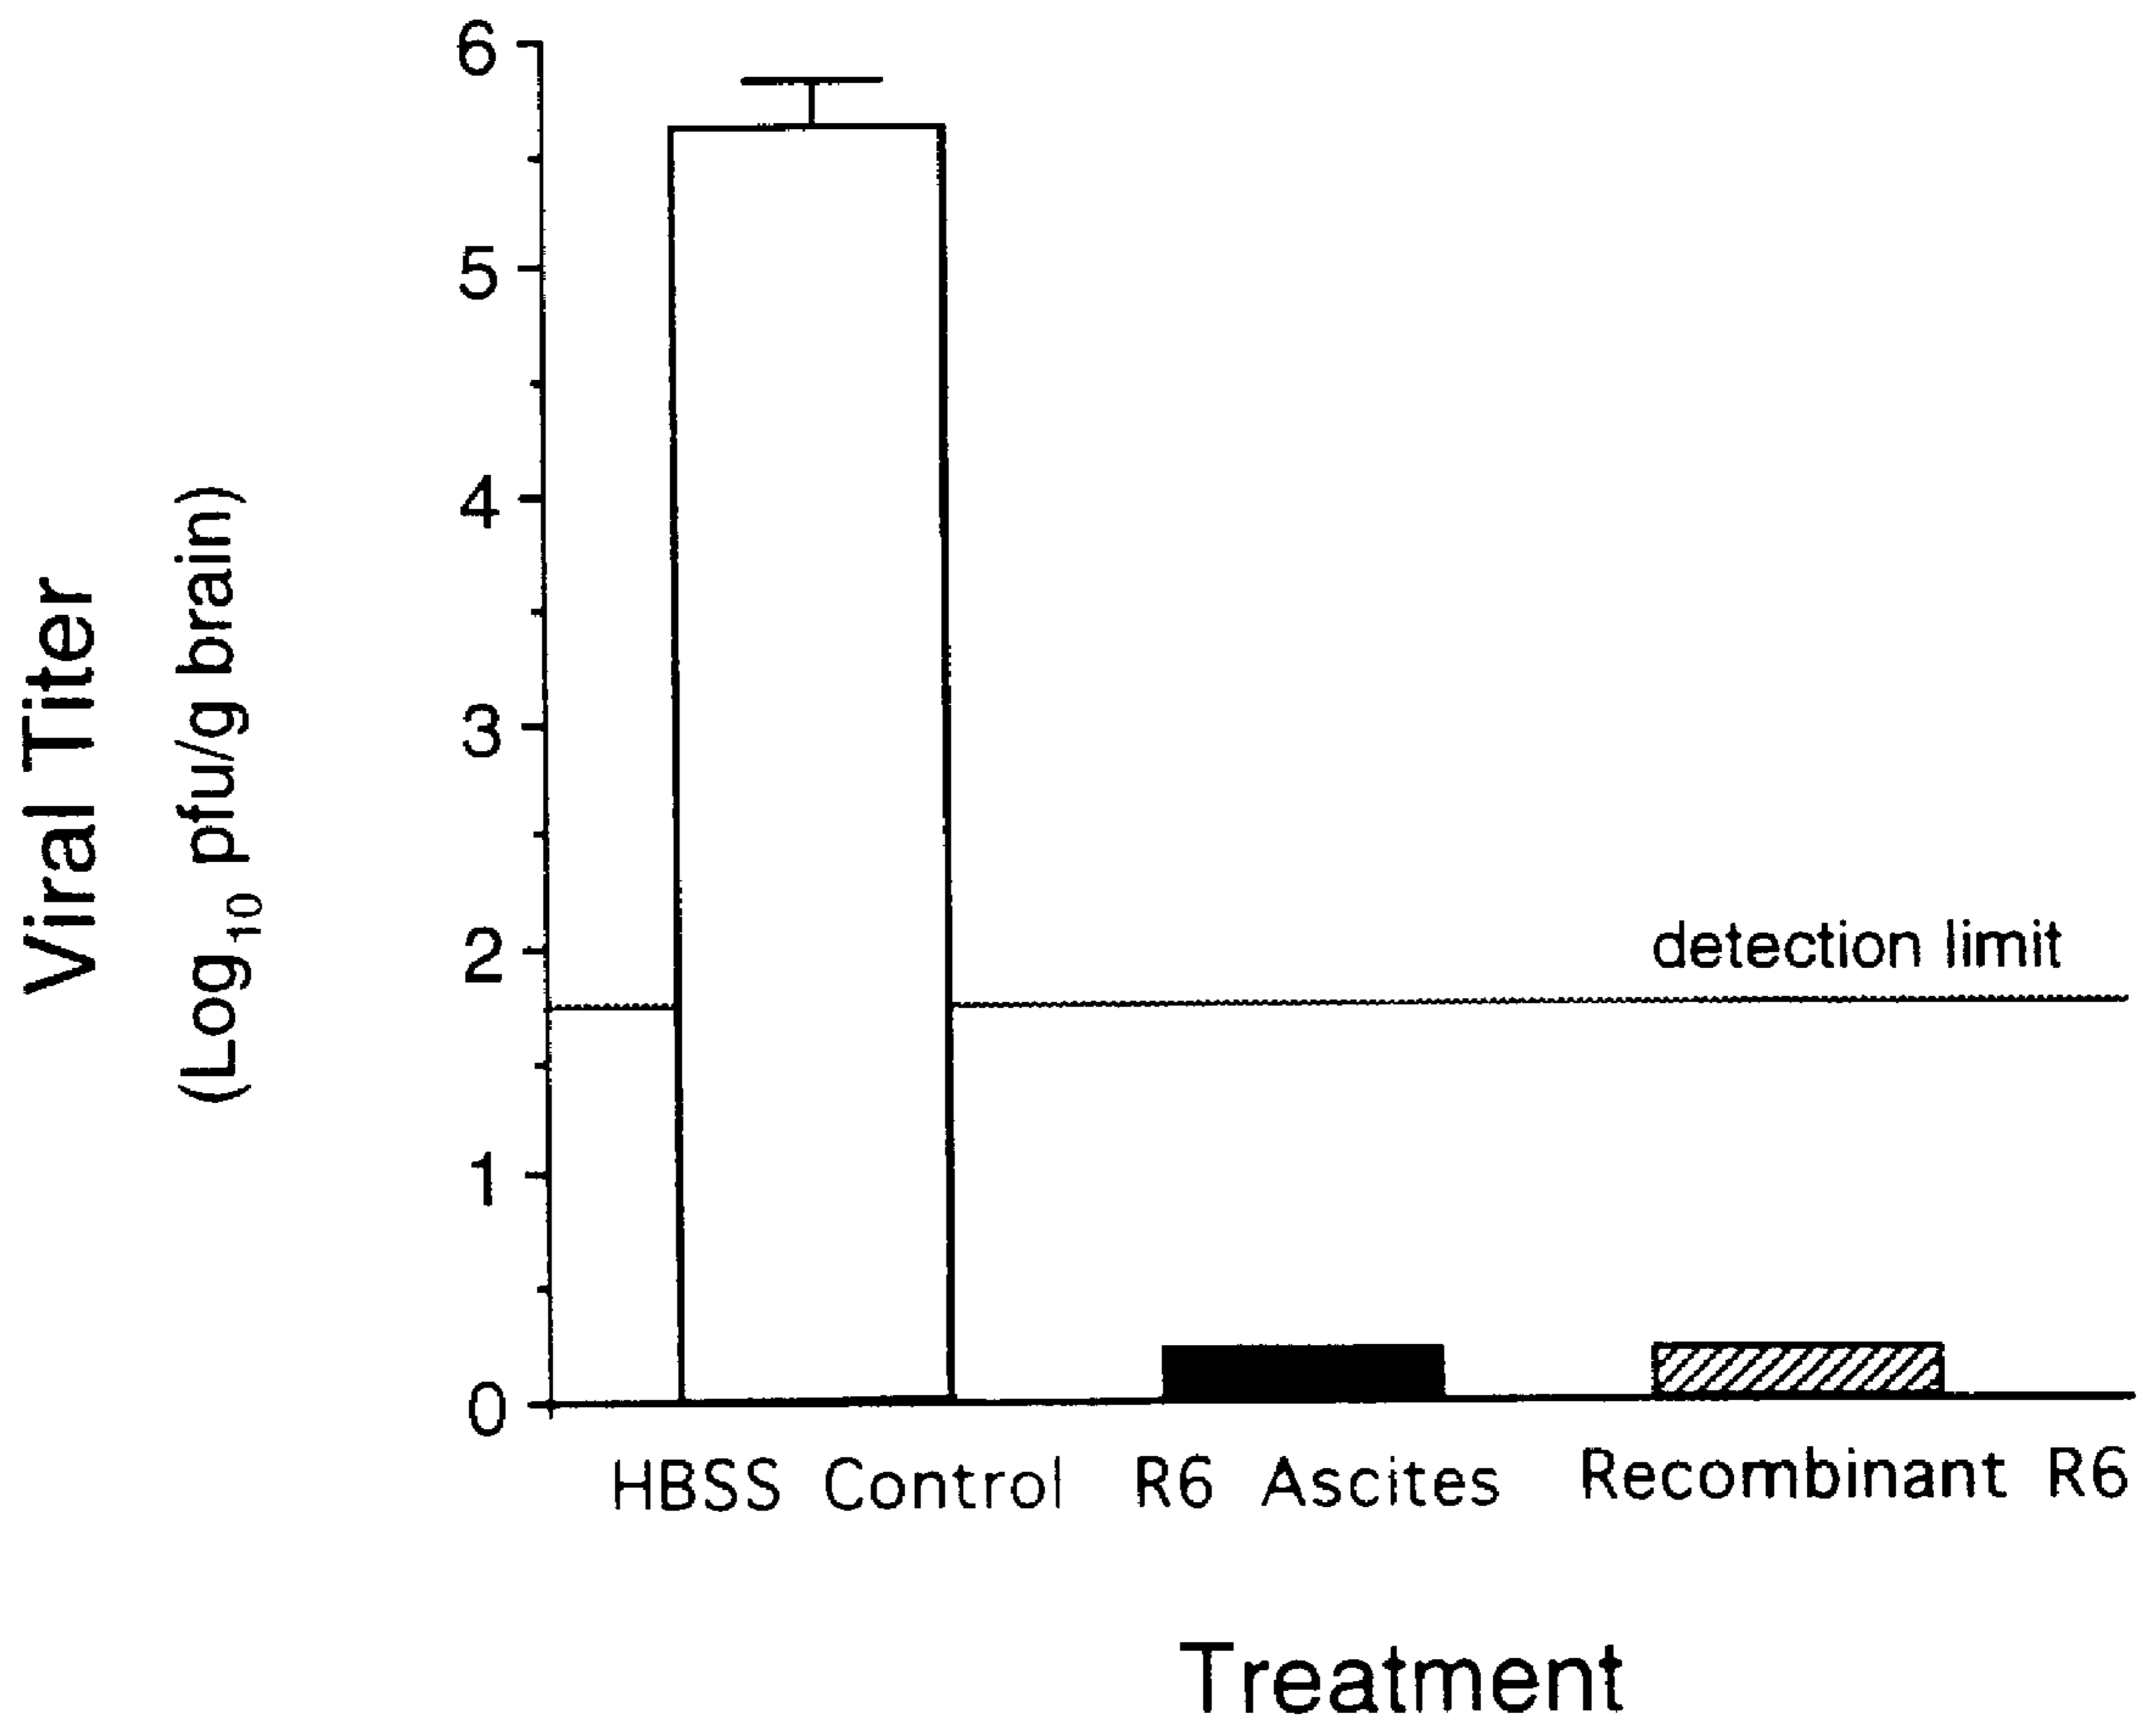 Viral Titer
(Log10 pfu/g brain)
6
5
4
3
2
1
0
detection limit
HBSS Control
R6 Ascites
Recombinant R6
Treatment